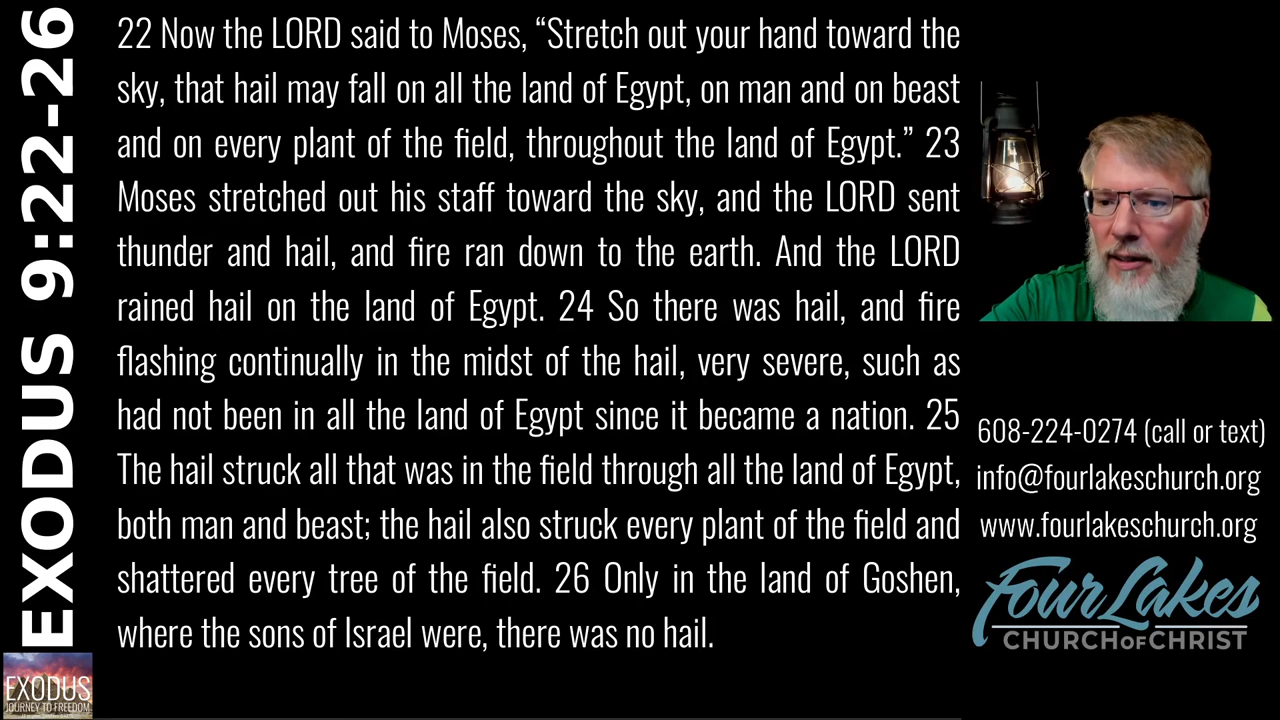 EXODUS 9:22-26
22 Now the LORD said to Moses, “Stretch out your hand toward the
sky, that hail may fall on all the land of Egypt, on man and on beast
and on every plant of the field, throughout the land of Egypt.” 23
Moses stretched out his staff toward the sky, and the LORD sent
thunder and hail, and fire ran down to the earth. And the LORD
rained hail on the land of Egypt. 24 So there was hail, and fire
flashing continually in the midst of the hail, very severe, such as
had not been in all the land of Egypt since it became a nation. 25
The hail struck all that was in the field through all the land of Egypt,
both man and beast; the hail also struck every plant of the field and
shattered every tree of the field. 26 Only in the land of Goshen,
where the sons of Israel were, there was no hail.
608-224-0274 (call or text)
info@fourlakeschurch.org
www.fourlakeschurch.org
Four Lakes
CHURCH OF CHRIST
EXODUS
JOURNEY TO FREEDOM